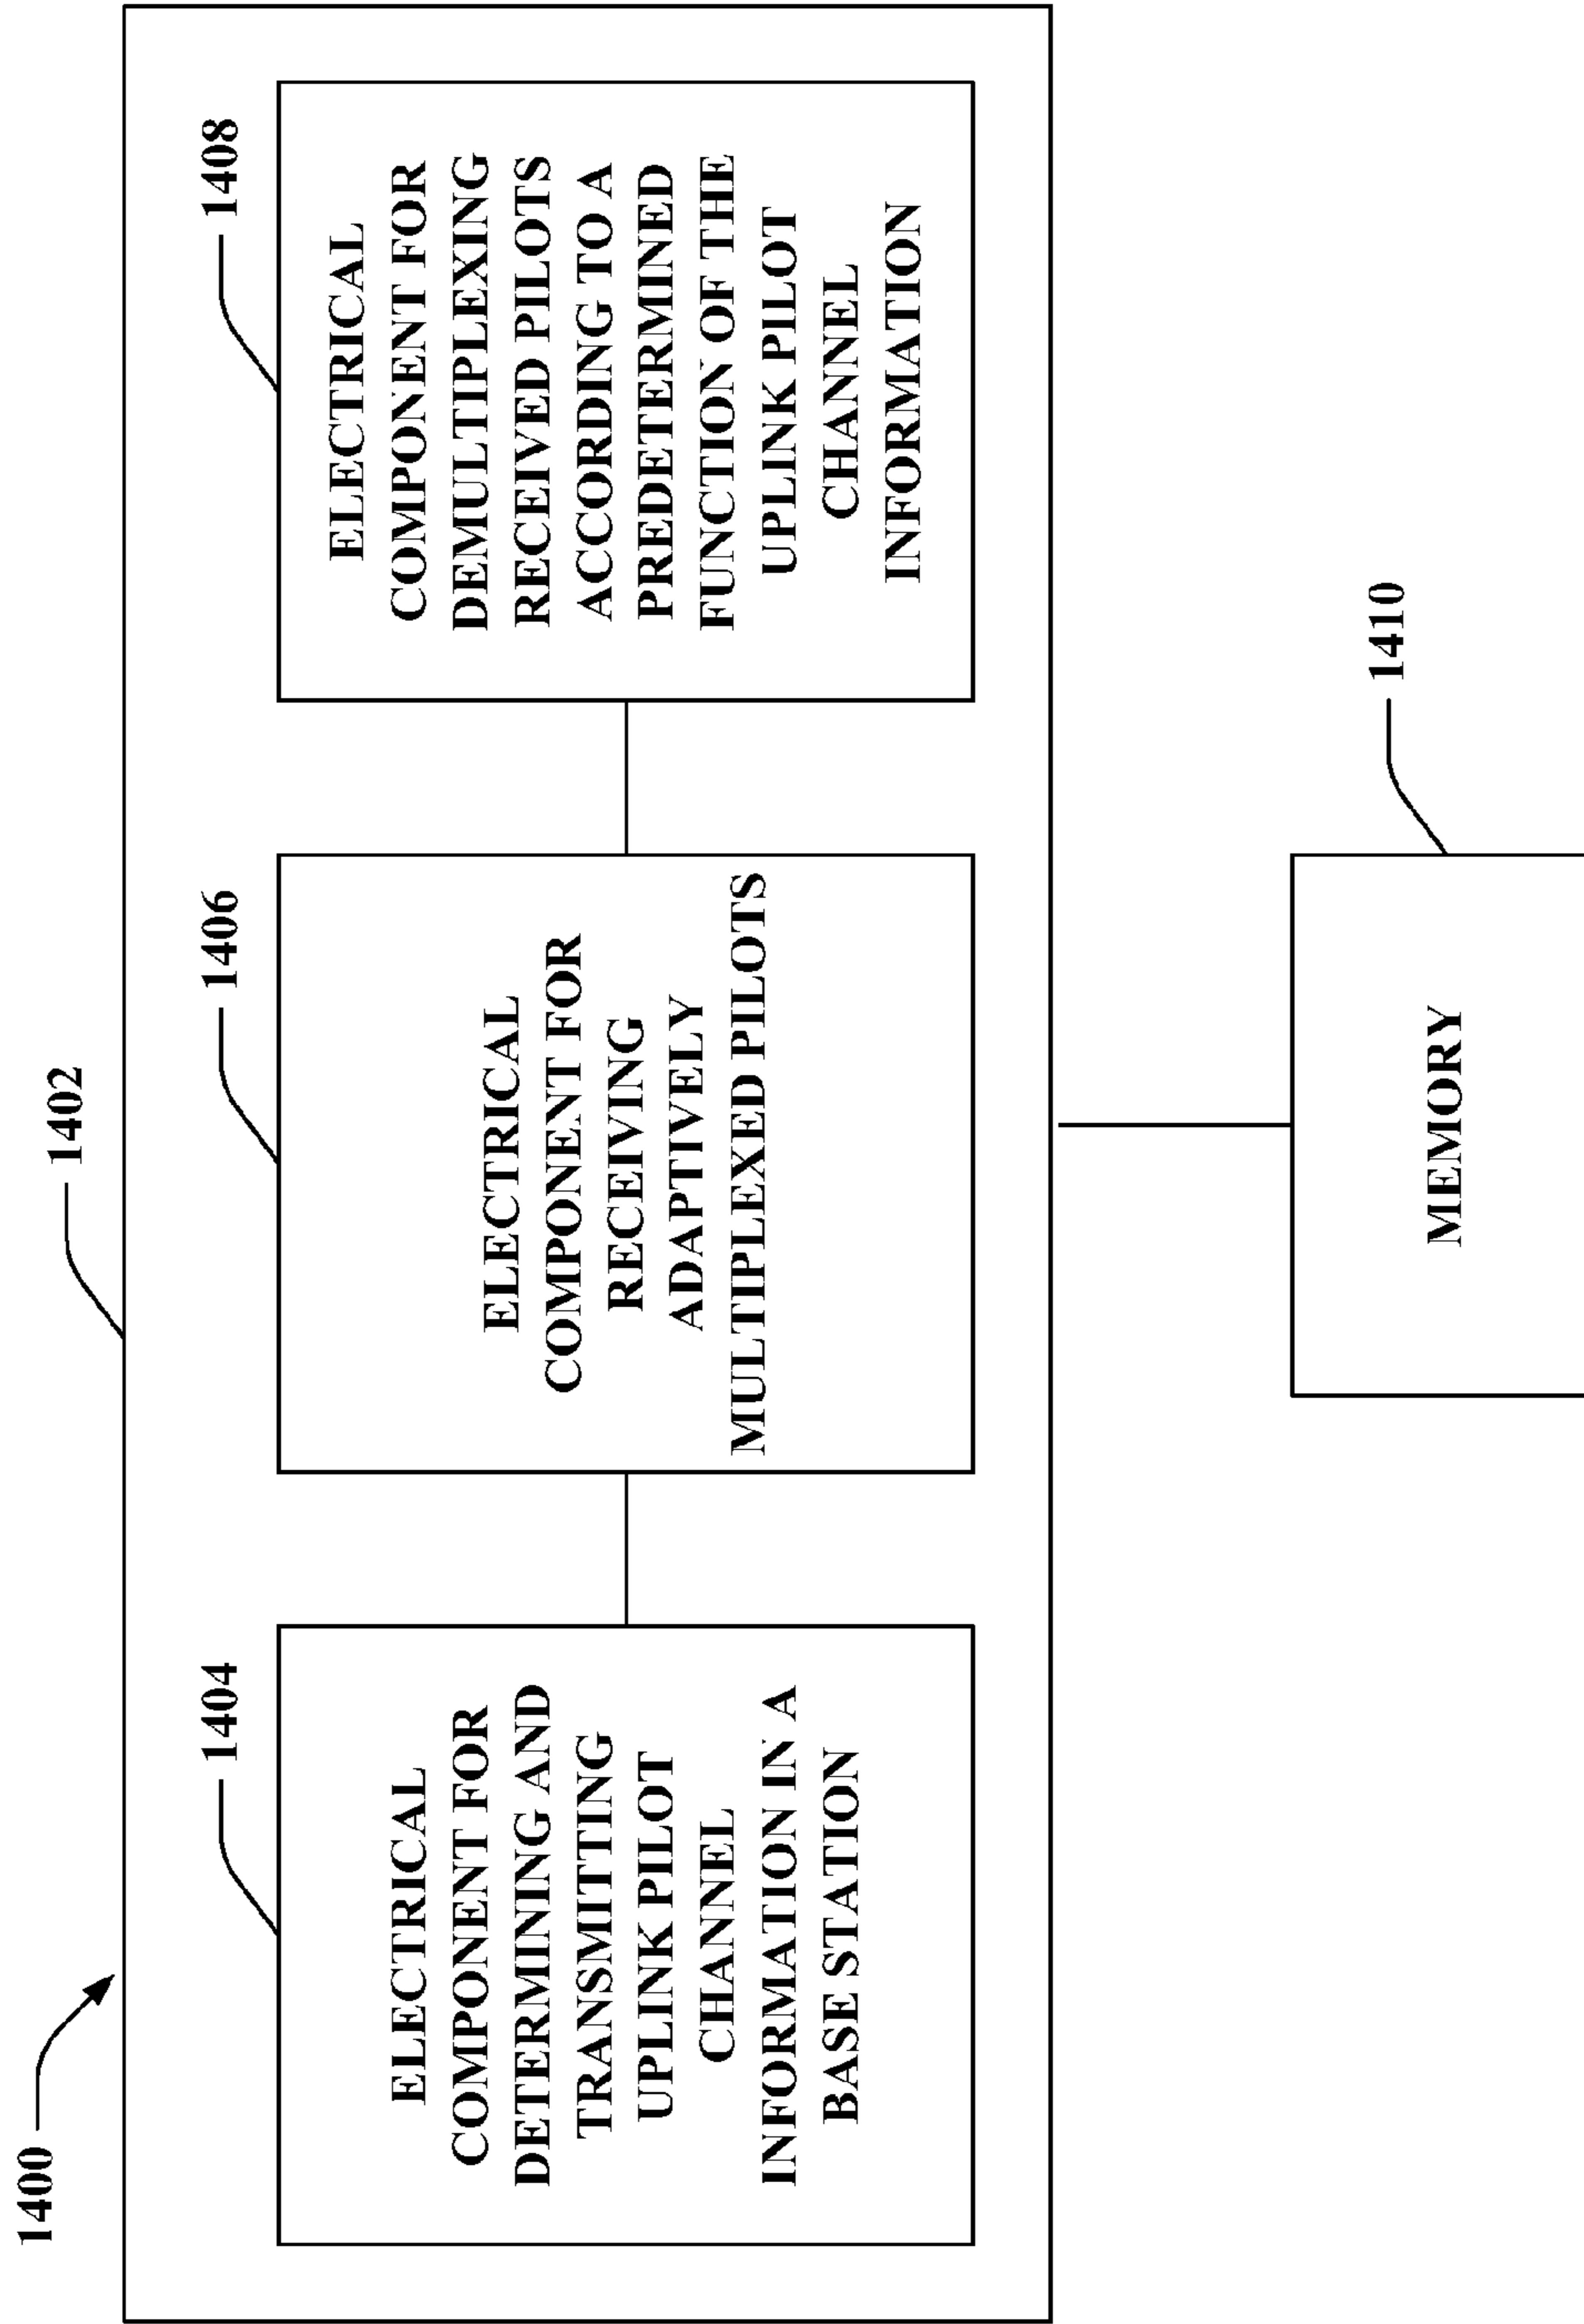 1400
1402
1404
ELECTRICAL
COMPONENT FOR
DETERMINING AND
TRANSMITTING
UPLINK PILOT
CHANNEL
INFORMATION IN A
BASE STATION
1406
ELECTRICAL
COMPONENT FOR
RECEIVING
ADAPTIVELY
MULTIPLEXED PILOTS
1408
ELECTRICAL
COMPONENT FOR
DEMULTIPLEXING
RECEIVED PILOTS
ACCORDING TO A
PREDETERMINED
FUNCTION OF THE
UPLINK PILOT
CHANNEL
INFORMATION
1410
MEMORY